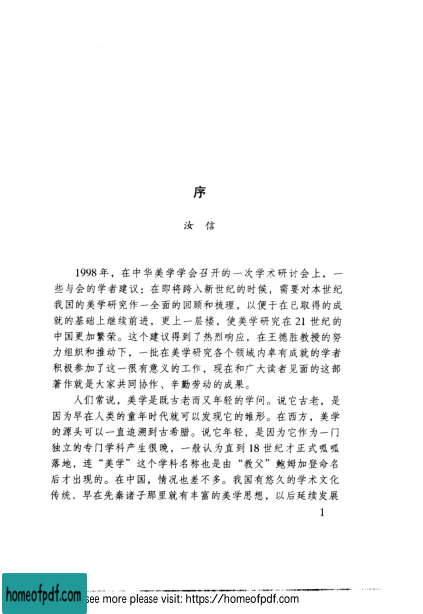 序
汝 信
1998年，在中华美学学会召开的一次学术研讨会上，一
些与会的学者建议：在即将跨入新世纪的时候，需要对本世纪
我国的美学研究作一全面的回顾和梳理，以便于在已取得的成
就的基础上继续前进，更上一层楼，使美学研究在21世纪的
中国更加繁荣。这个建议得到了热烈响应，在王德胜教授的努
力组织和推动下，一批在美学研究各个领域内卓有成就的学者
积极参加了这一很有意义的工作，现在和广大读者见面的这部
著作就是大家共同协作、辛勤劳动的成果。
人们常说，美学是既古老而又年轻的学问。说它古老，是
因为早在人类的童年时代就可以发现它的雏形。在西方，美学
的源头可以一直追溯到古希腊。说它年轻，是因为它作为一门
独立的专门学科产生很晚，一般认为直到18世纪才正式呱呱
落地，连“美学”这个学科名称也是由“教父”鲍姆加登命名
后才出现的。在中国，情况也差不多。我国有悠久的学术文化
传统，早在先秦诸子那里就有丰富的美学思想，以后延续发展
1
homeofpdf.com
see more please visit: https://homeofpdf.com